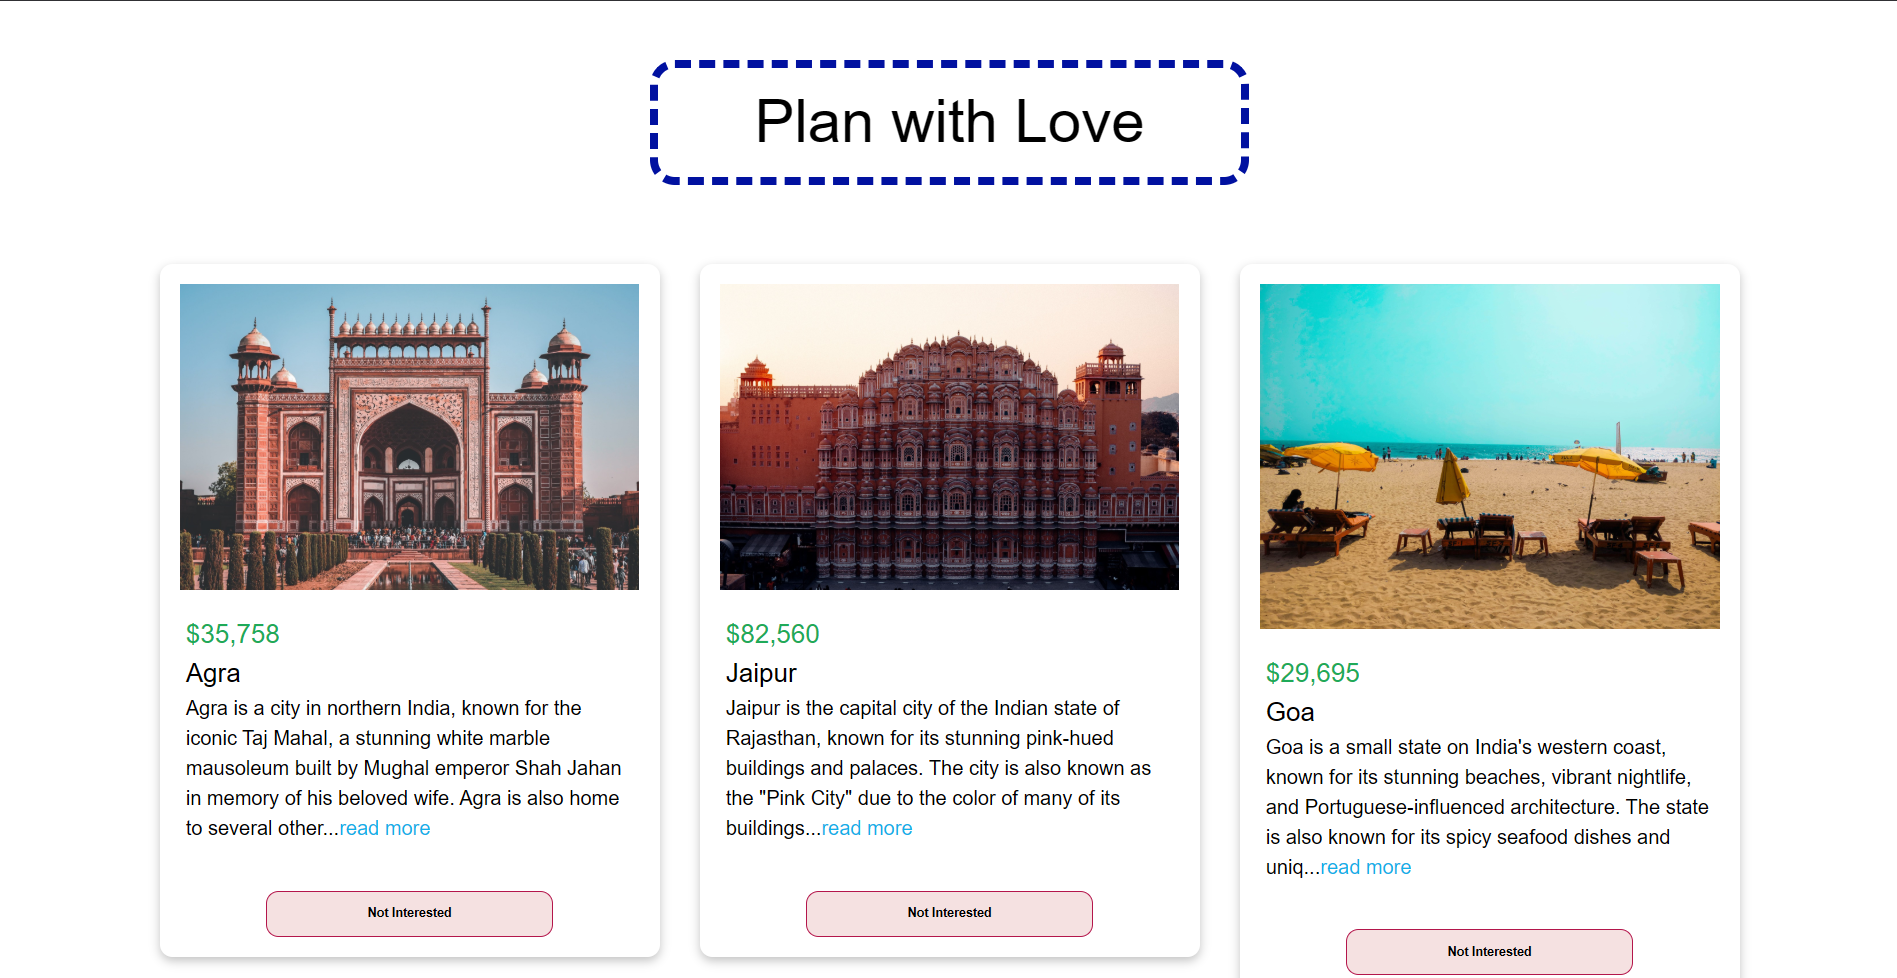 Plan with Love
$35,758
Agra
Agra is a city in northern India, known for the
iconic Taj Mahal, a stunning white marble
mausoleum built by Mughal emperor Shah Jahan
in memory of his beloved wife. Agra is also home
to several other...read more
Not Interested
$82,560
Jaipur
Jaipur is the capital city of the Indian state of
Rajasthan, known for its stunning pink-hued
buildings and palaces. The city is also known as
the "Pink City" due to the color of many of its
buildings...read more
Not Interested
$29,695
Goa
Goa is a small state on India's western coast,
known for its stunning beaches, vibrant nightlife,
and Portuguese-influenced architecture. The state
is also known for its spicy seafood dishes and
uniq...read more
Not Interested